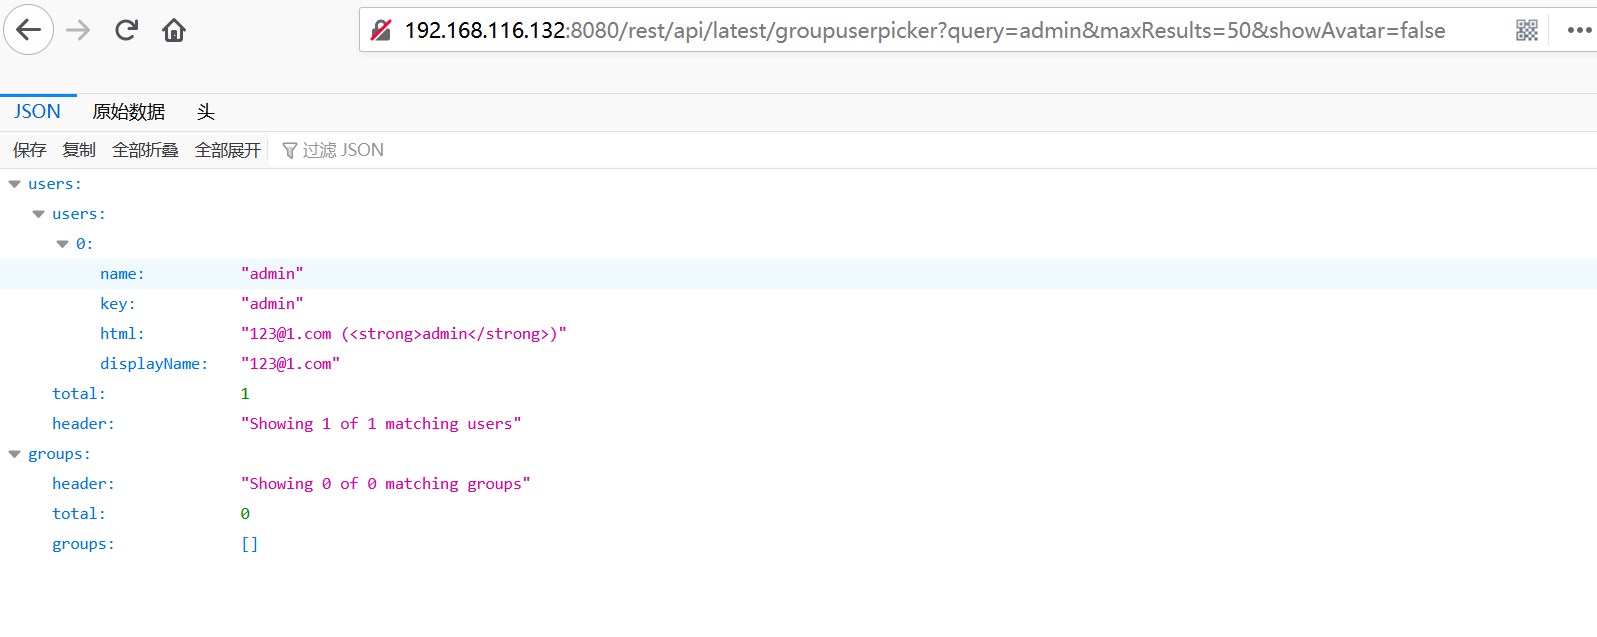 192.168.116.132:8080/rest/api/latest/groupuserpicker?query=admin&maxResults=50&showAvatar=false
JSON 原始数据 头
保存 复制 全部折叠 全部展开 过滤 JSON
users:
users:
0:
name: "admin"
key: "admin"
html: "123@1.com (<strong>admin</strong>)"
displayName: "123@1.com"
total: 1
header: "Showing 1 of 1 matching users"
groups:
header: "Showing 0 of 0 matching groups"
total: 0
groups: []